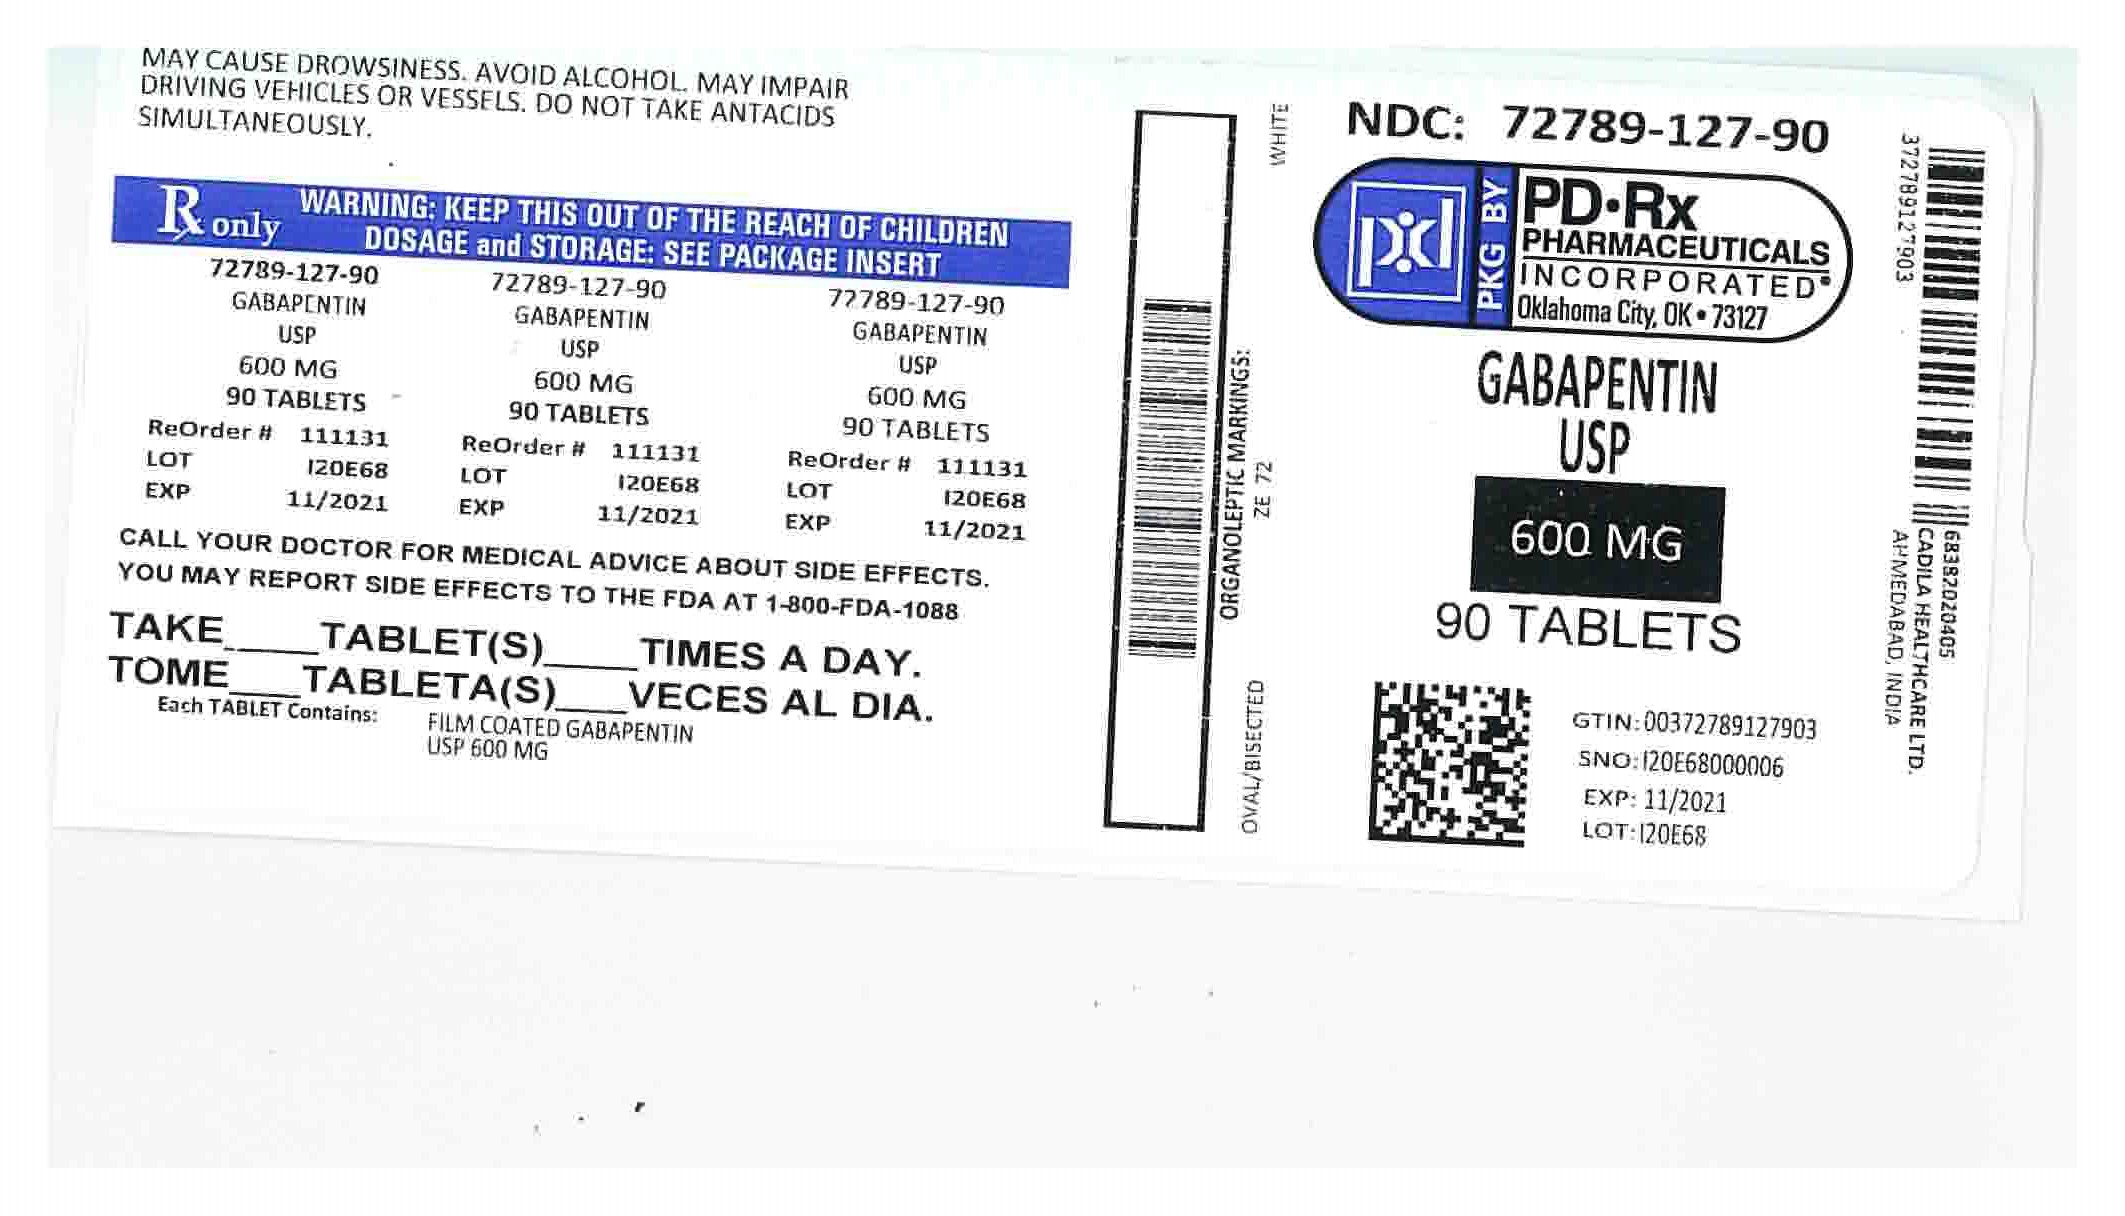 MAY CAUSE DROWSINESS. AVOID ALCOHOL. MAY IMPAIR
DRIVING VEHICLES OR VESSELS. DO NOT TAKE ANTACIDS
SIMULTANEOUSLY.
Rx only
WARNING: KEEP THIS OUT OF THE REACH OF CHILDREN
DOSAGE and STORAGE: SEE PACKAGE INSERT
72789-127-90
GABAPENTIN
USP
600 MG
90 TABLETS
ReOrder # 111131
LOT I20E68
EXP 11/2021
72789-127-90
GABAPENTIN
USP
600 MG
90 TABLETS
ReOrder # 111131
LOT I20E68
EXP 11/2021
72789-127-90
GABAPENTIN
USP
600 MG
90 TABLETS
ReOrder # 111131
LOT I20E68
EXP 11/2021
CALL YOUR DOCTOR FOR MEDICAL ADVICE ABOUT SIDE EFFECTS.
YOU MAY REPORT SIDE EFFECTS TO THE FDA AT 1-800-FDA-1088
TAKE____TABLET(S)____TIMES A DAY.
TOME___TABLETA(S)___VECES AL DIA.
Each TABLET Contains: FILM COATED GABAPENTIN
USP 600 MG
ORGANOLEPTIC MARKINGS:
OVAL/BISECTED ZE 72 WHITE
NDC: 72789-127-90
pd
PKG BY
PD•Rx
PHARMACEUTICALS
INCORPORATED®
Oklahoma City, OK • 73127
GABAPENTIN
USP
600 MG
90 TABLETS
GTIN:00372789127903
SNO:I20E68000006
EXP: 11/2021
LOT:I20E68
372789127903
68382020405
CADILA HEALTHCARE LTD.
AHMEDABAD, INDIA